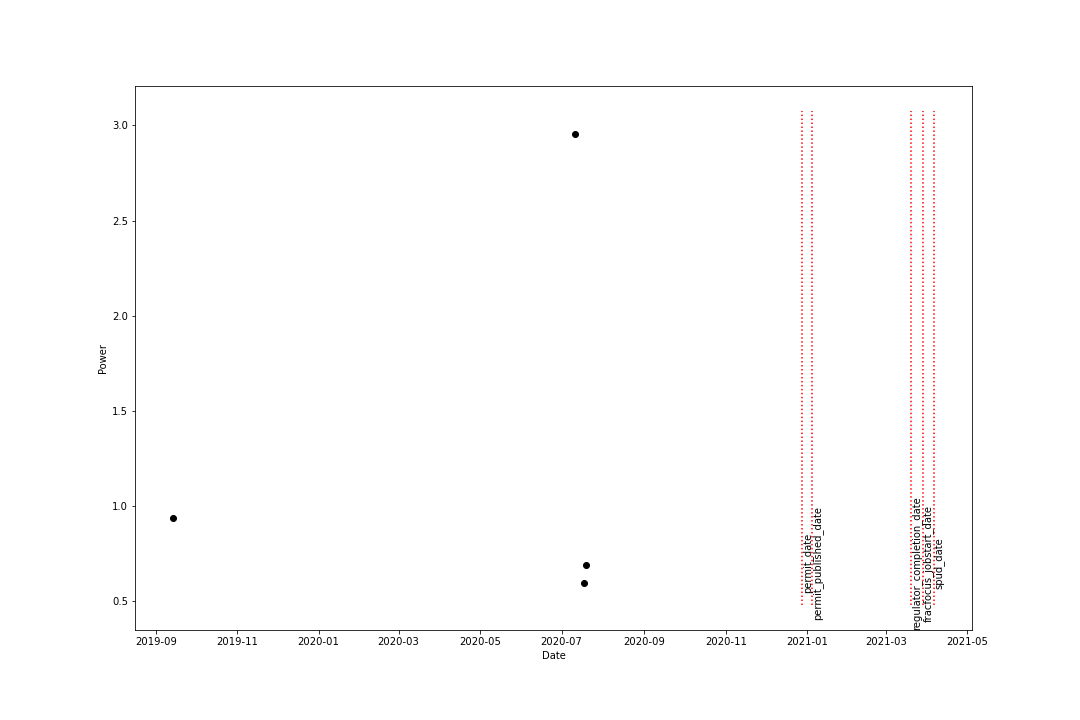 3.0
2.5
2.0
1.5
1.0
0.5
Power
permit_date
permit_published_date
regulator_completion_date
fracfocus_jobstart_date
spud_date
2019-09
2019-11
2020-01
2020-03
2020-05
2020-07
2020-09
2020-11
2021-01
2021-03
2021-05
Date